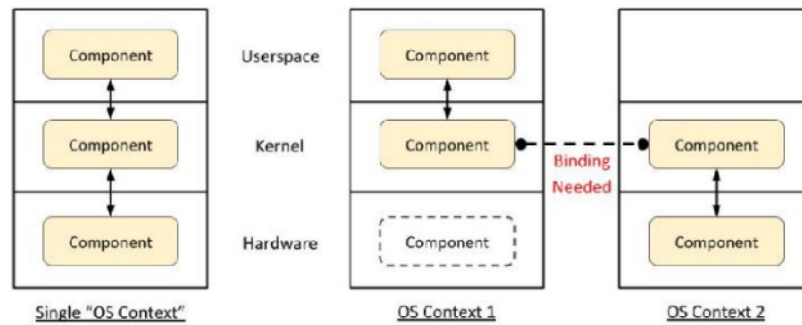 Component
Userspace
Component
Component
Kernel
Component
Component
Binding
Needed
Component
Hardware
Component
Component
Single "OS Context"
OS Context 1
OS Context 2